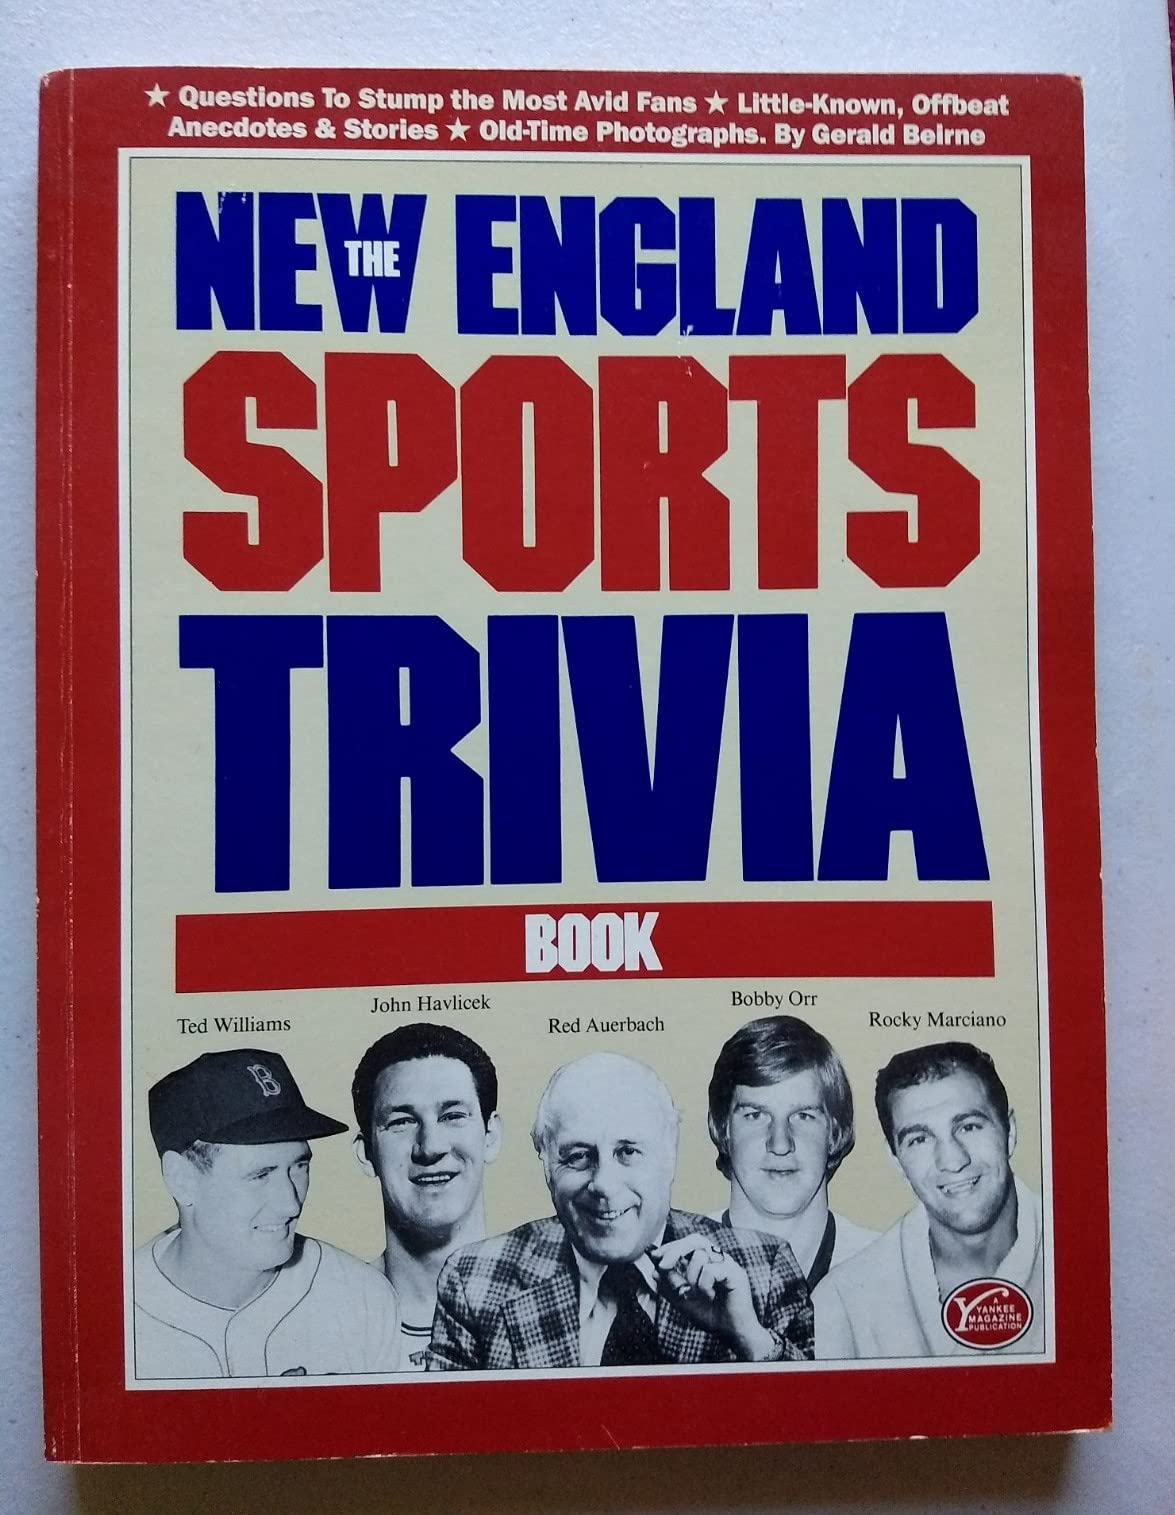 ★ Questions To Stump the Most Avid Fans ★ Little-Known, Offbeat
Anecdotes & Stories ★ Old-Time Photographs. By Gerald Beirne
THE
NEW ENGLAND
SPORTS
TRIVIA
BOOK
Ted Williams
John Havlicek
Red Auerbach
Bobby Orr
Rocky Marciano
B
A
YANKEE
MAGAZINE
PUBLICATION